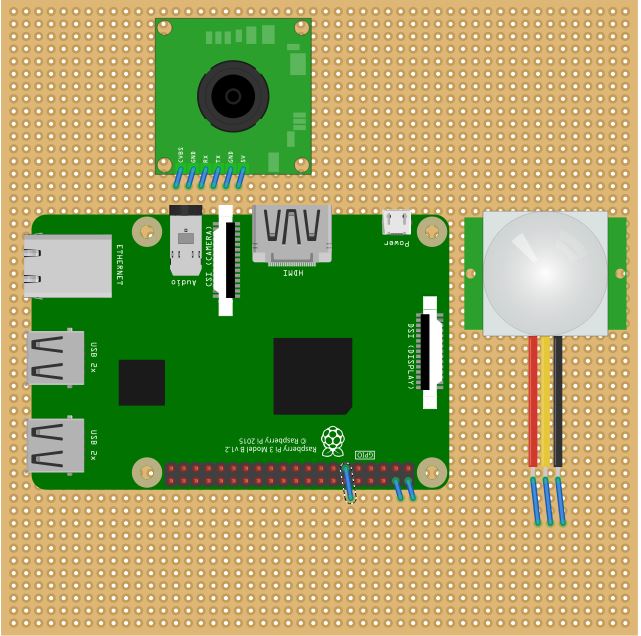 CVBS
GND
RX
TX
GND
5V
ETHERNET
Audio
CSI (CAMERA)
HDMI
Power
USB 2x
USB 2x
DSI (DISPLAY)
GPIO
Raspberry Pi 3 Model B v1.2
© Raspberry Pi 2015